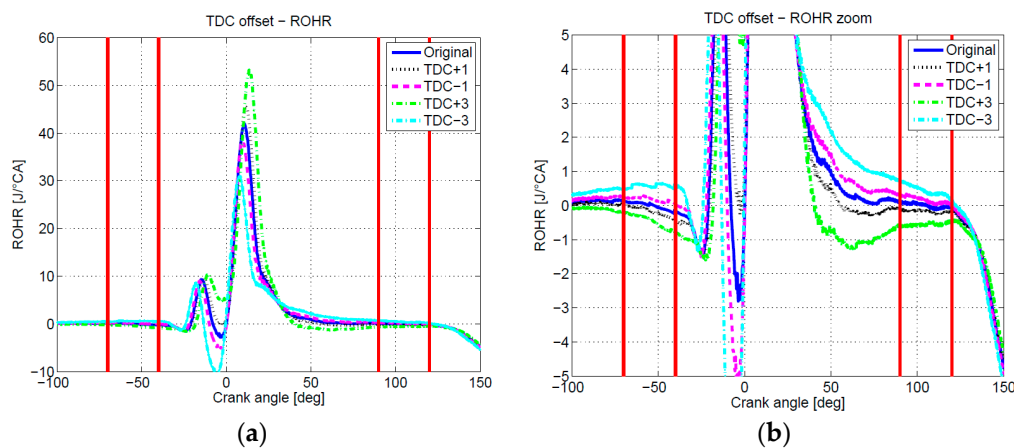 TDC offset – ROHR
60
50
40
30
20
10
0
−10
ROHR [J/°CA]
−100
−50
0
50
100
150
Crank angle [deg]
Original
TDC+1
TDC−1
TDC+3
TDC−3
(a)
TDC offset – ROHR zoom
5
4
3
2
1
0
−1
−2
−3
−4
−5
ROHR [J/°CA]
−100
−50
0
50
100
150
Crank angle [deg]
Original
TDC+1
TDC−1
TDC+3
TDC−3
(b)